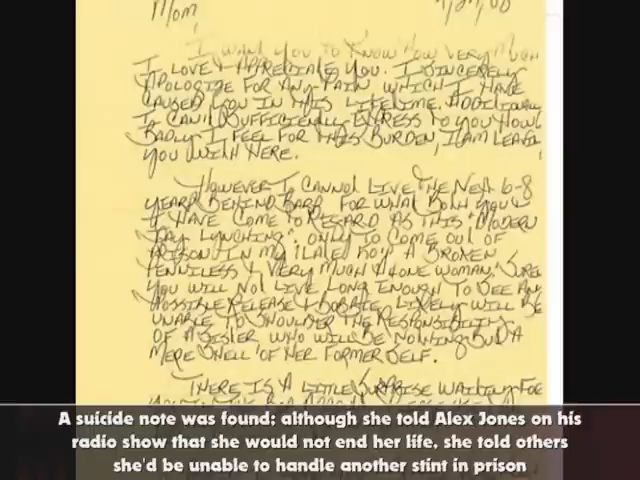 Mom
I want you to know how very much
I love & appreciate you. I sincerely
apologize for any pain which I have
caused you in this lifetime. Additionally
I can't sufficiently express to you how
badly I feel for this burden, I am leavi
you with here.
However I cannot live the next 6-8
years behind bars for what both you &
I have come to regard as this "modern
day lynching", only to come out of
prison in my late 50's a broken
penniless & very much alone woman.
You will not live long enough to see any
possible release & Bobbie likely will be
unable to shoulder the responsibility
of a sister who will be nothing but a
mere shell of her former self.
There is a little surprise waiting for
A suicide note was found; although she told Alex Jones on his
radio show that she would not end her life, she told others
she'd be unable to handle another stint in prison